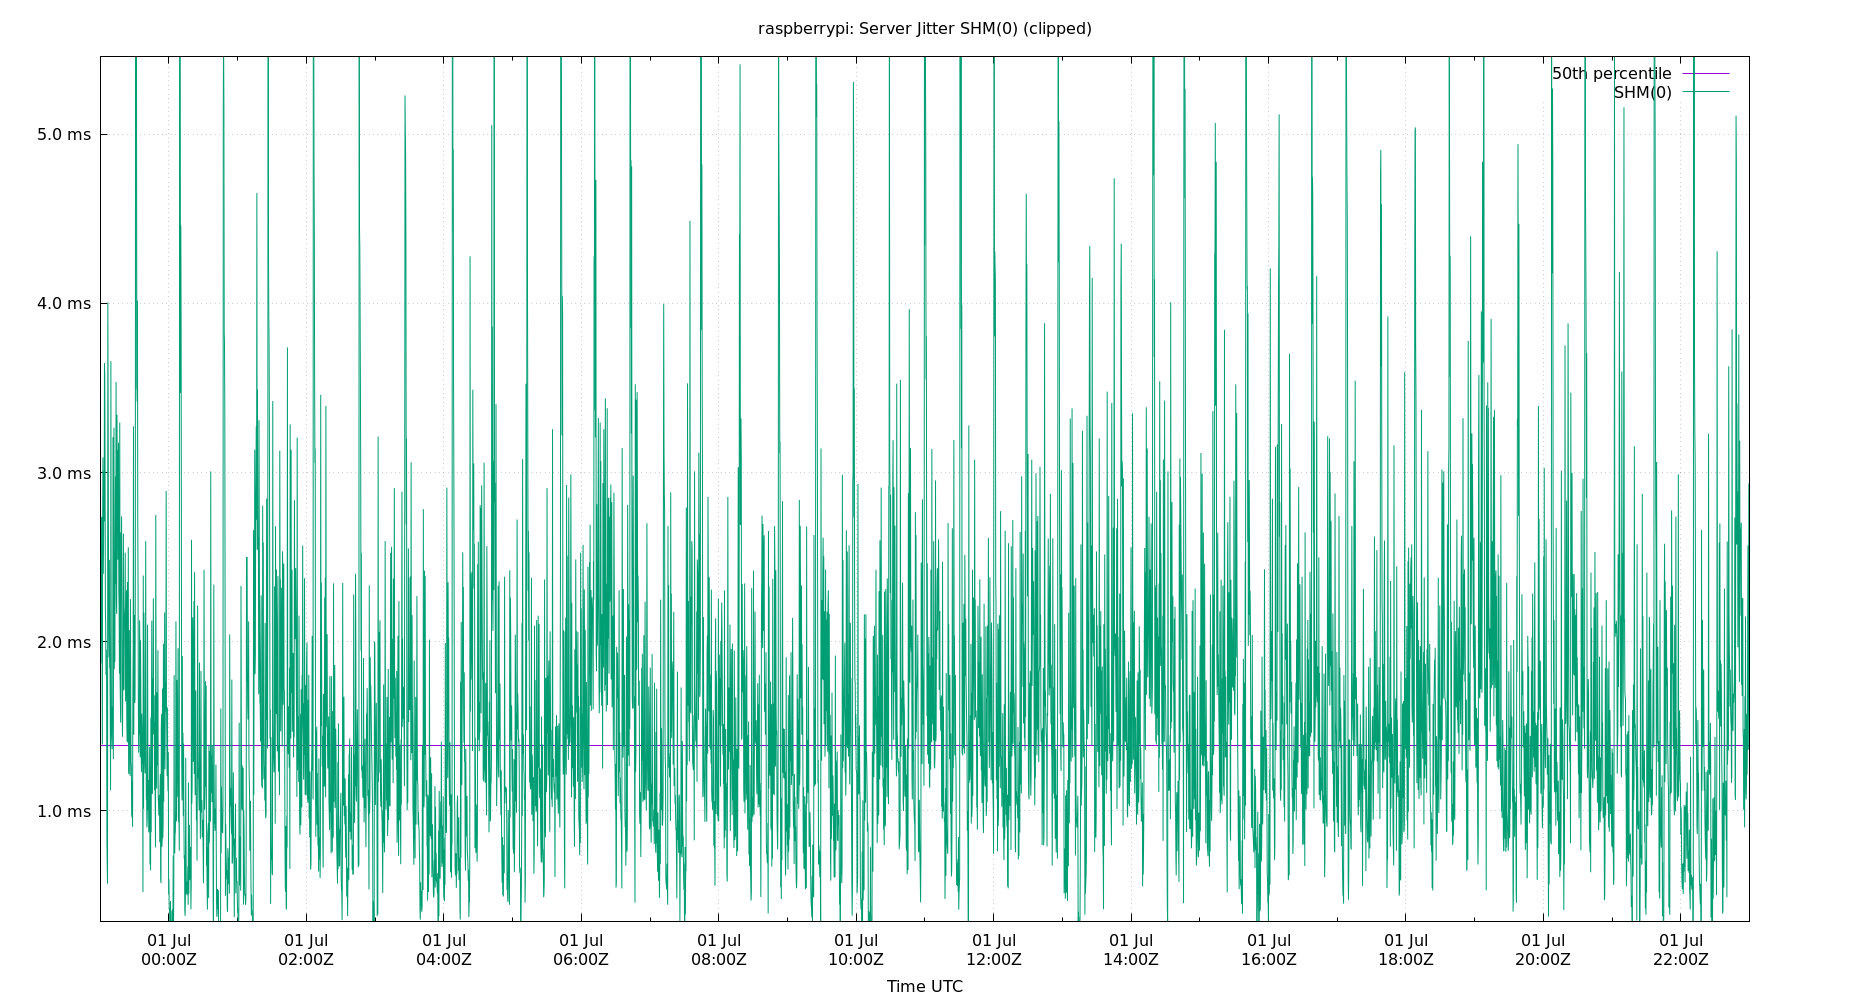 raspberrypi: Server Jitter SHM(0) (clipped)
50th percentile
SHM(0)
5.0 ms
4.0 ms
3.0 ms
2.0 ms
1.0 ms
01 Jul 01 Jul 01 Jul 01 Jul 01 Jul 01 Jul 01 Jul 01 Jul 01 Jul 01 Jul 01 Jul 01 Jul
00:00Z 02:00Z 04:00Z 06:00Z 08:00Z 10:00Z 12:00Z 14:00Z 16:00Z 18:00Z 20:00Z 22:00Z
Time UTC